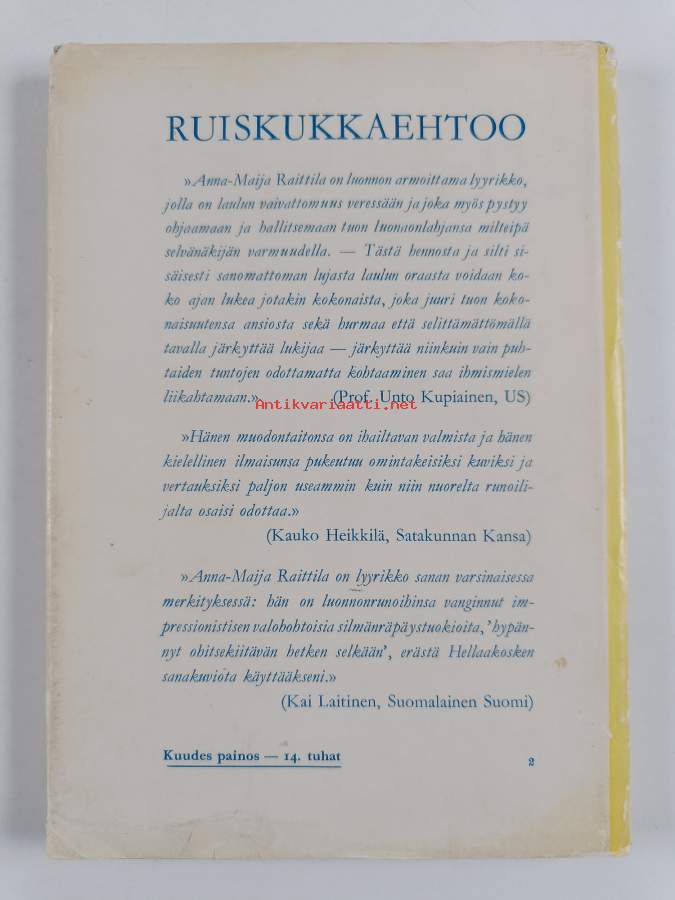 RUISKUKKAEHTOO
»Anna-Maija Raittila on luonnon armoittama lyyrikko,
jolla on laulun vaivattomuus veressään ja joka myös pystyy
ohjaamaan ja hallitsemaan tuon luonnonlahjansa milteipä
selvänäkijän varmuudella. — Tästä hennosta ja silti si-
säisesti sanomattoman lujasta laulun oraasta voidaan ko-
ko ajan lukea jotakin kokonaista, joka juuri tuon koko-
naisuutensa ansiosta sekä hurmaa että selittämättömällä
tavalla järkyttää lukijaa — järkyttää niinkuin vain puh-
taiden tuntojen odottamatta kohtaaminen saa ihmismielen
liikahtamaan.» (Prof. Unto Kupiainen, US)
Antikvariaatti.net
»Hänen muodontaitonsa on ihailtavan valmista ja hänen
kielellinen ilmaisunsa pukeutuu omintakeisiksi kuviksi ja
vertauksiksi paljon useammin kuin niin nuorelta runoili-
jalta osaisi odottaa.»
(Kauko Heikkilä, Satakunnan Kansa)
»Anna-Maija Raittila on lyyrikko sanan varsinaisessa
merkityksessä: hän on luonnonrunoihinsa vanginnut im-
pressionistisen valohohtoisia silmänräpäystuokioita, 'hypän-
nyt ohitsekiitävän hetken selkään', erästä Hellaakosken
sanakuviota käyttääkseni.»
(Kai Laitinen, Suomalainen Suomi)
Kuudes painos — 14. tuhat
2